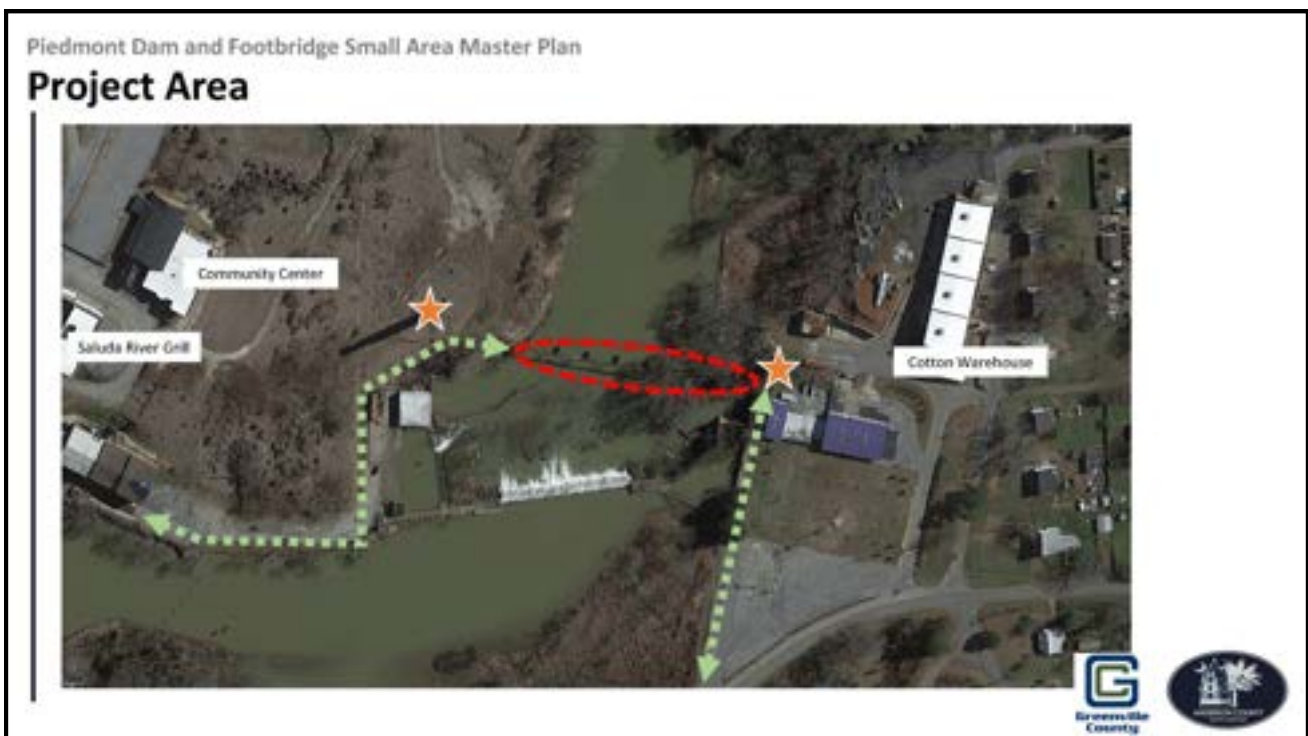 Piedmont Dam and Footbridge Small Area Master Plan
Project Area
Community Center
Saluda River Grill
Cotton Warehouse
Greenville
County